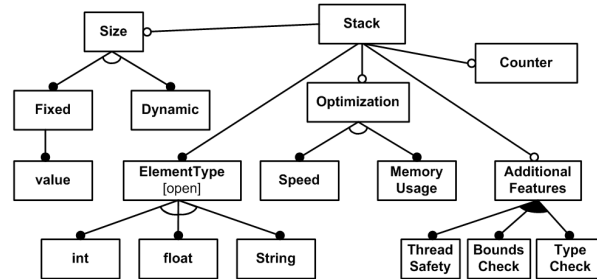 Stack
Size
Counter
Fixed
Dynamic
Optimization
value
ElementType
[open]
Speed
Memory
Usage
Additional
Features
int
float
String
Thread
Safety
Bounds
Check
Type
Check